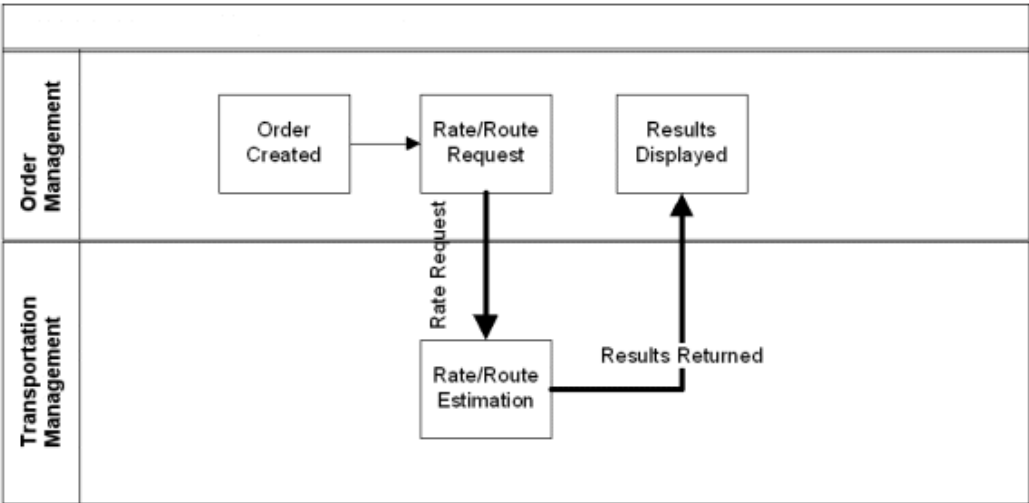 Order
Management
Order
Created
Rate/Route
Request
Results
Displayed
Rate Request
Transportation
Management
Rate/Route
Estimation
Results Returned